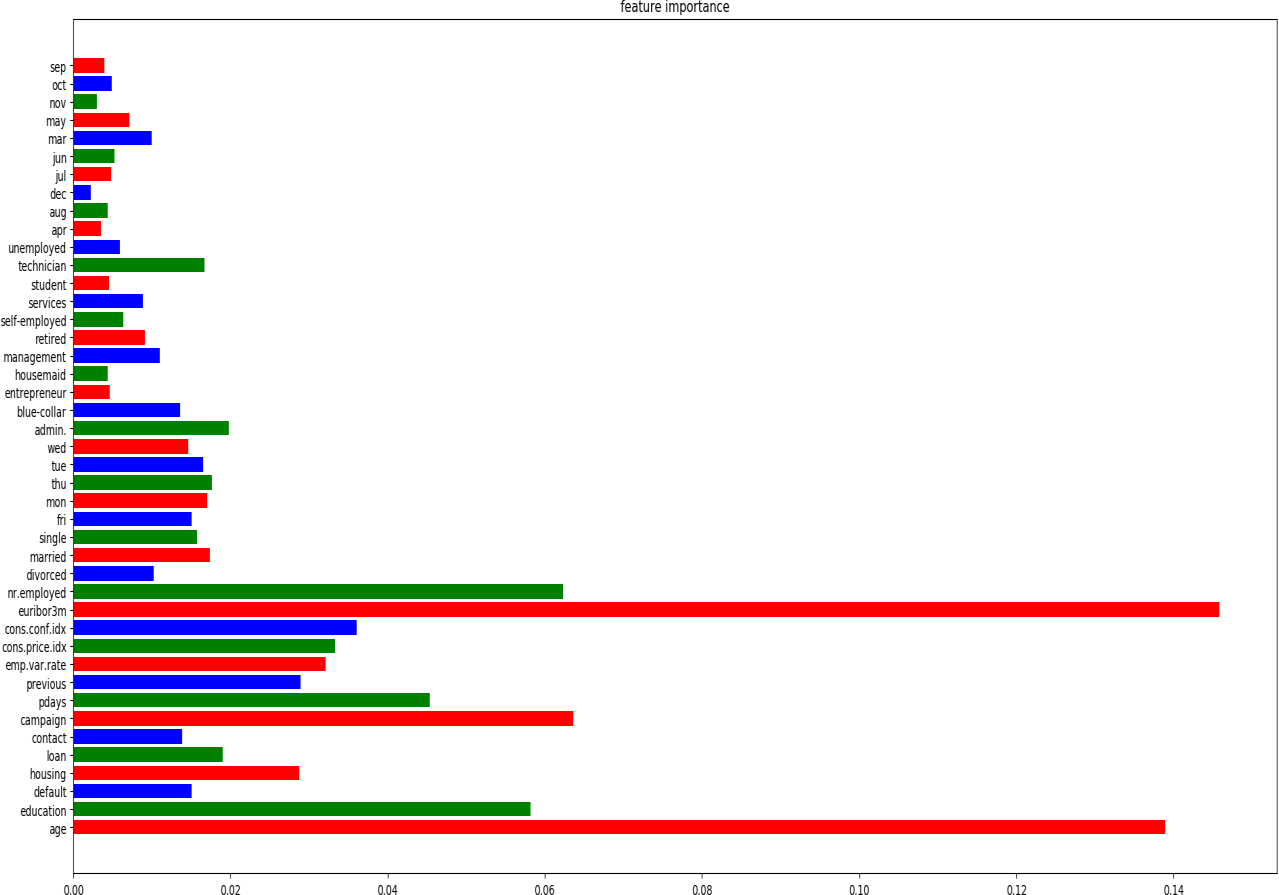 feature importance
sep
oct
nov
may
mar
jun
jul
dec
aug
apr
unemployed
technician
student
services
self-employed
retired
management
housemaid
entrepreneur
blue-collar
admin.
wed
tue
thu
mon
fri
single
married
divorced
nr.employed
euribor3m
cons.conf.idx
cons.price.idx
emp.var.rate
previous
pdays
campaign
contact
loan
housing
default
education
age
0.00 0.02 0.04 0.06 0.08 0.10 0.12 0.14